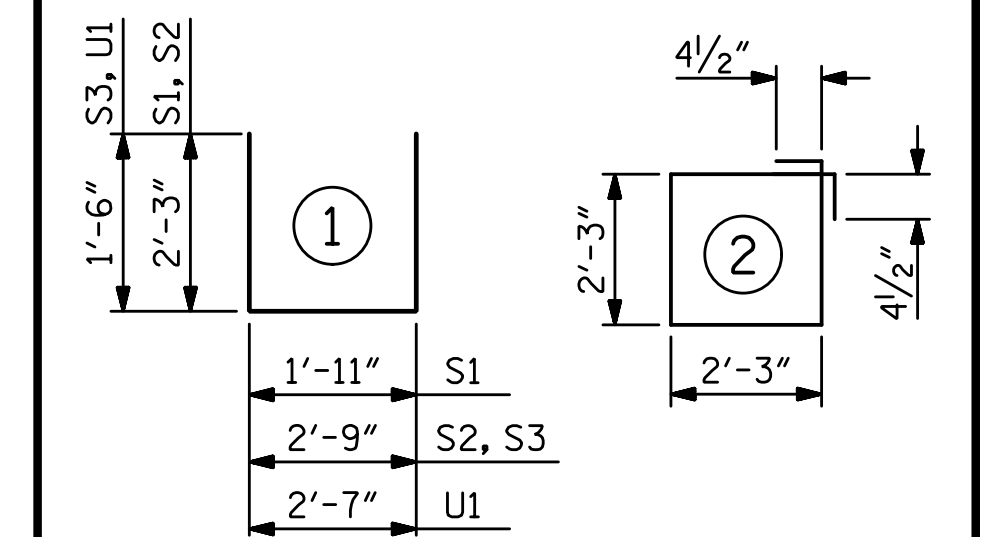 S3, U1
S1, S2
1'-6"
2'-3"
1
1'-11" S1
2'-9" S2, S3
2'-7" U1
4½"
2'-3"
2
4½"
2'-3"